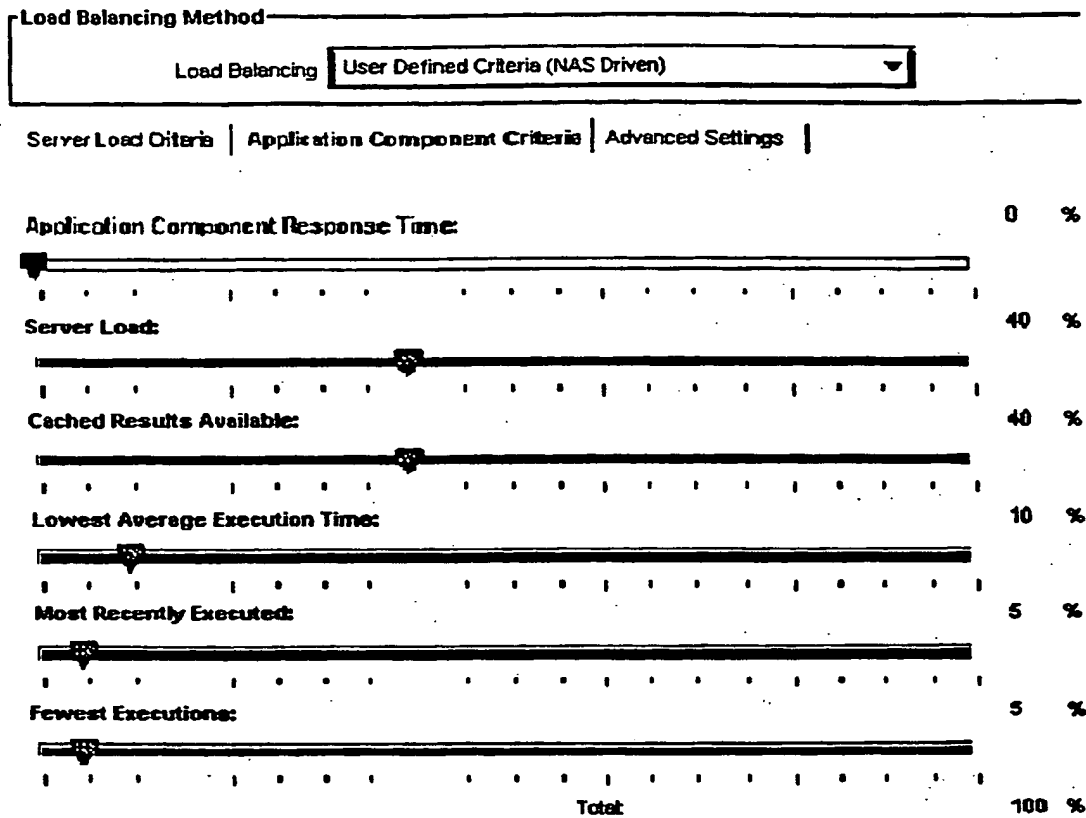 Load Balancing Method
Load Balancing User Defined Criteria (NAS Driven)
Server Load Criteria | Application Component Criteria | Advanced Settings |
Application Component Response Time: 0 %
Server Load: 40 %
Cached Results Available: 40 %
Lowest Average Execution Time: 10 %
Most Recently Executed: 5 %
Fewest Executions: 5 %
Total: 100 %